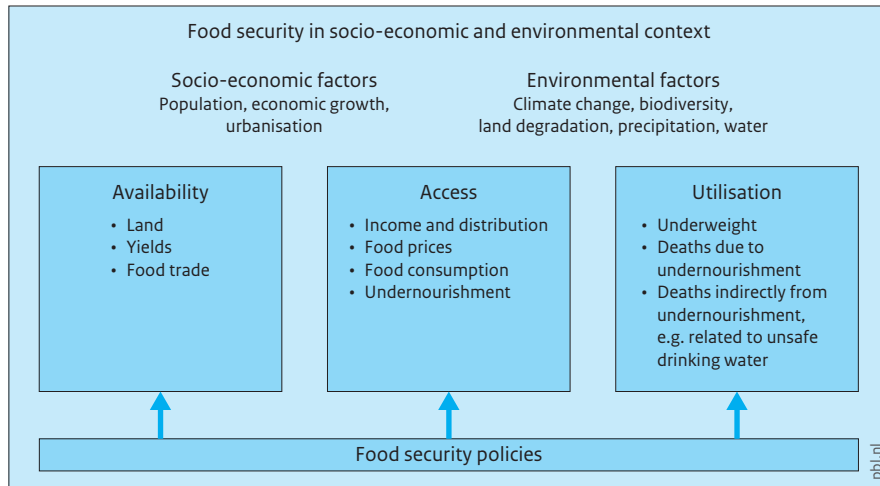 Food security in socio-economic and environmental context
Socio-economic factors
Population, economic growth,
urbanisation
Environmental factors
Climate change, biodiversity,
land degradation, precipitation, water
Availability
• Land
• Yields
• Food trade
Access
• Income and distribution
• Food prices
• Food consumption
• Undernourishment
Utilisation
• Underweight
• Deaths due to
undernourishment
• Deaths indirectly from
undernourishment,
e.g. related to unsafe
drinking water
Food security policies
pbl.nl